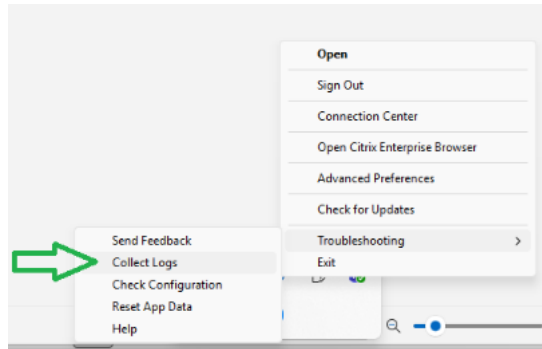 Open
Sign Out
Connection Center
Open Citrix Enterprise Browser
Advanced Preferences
Check for Updates
Troubleshooting
Exit
Send Feedback
Collect Logs
Check Configuration
Reset App Data
Help